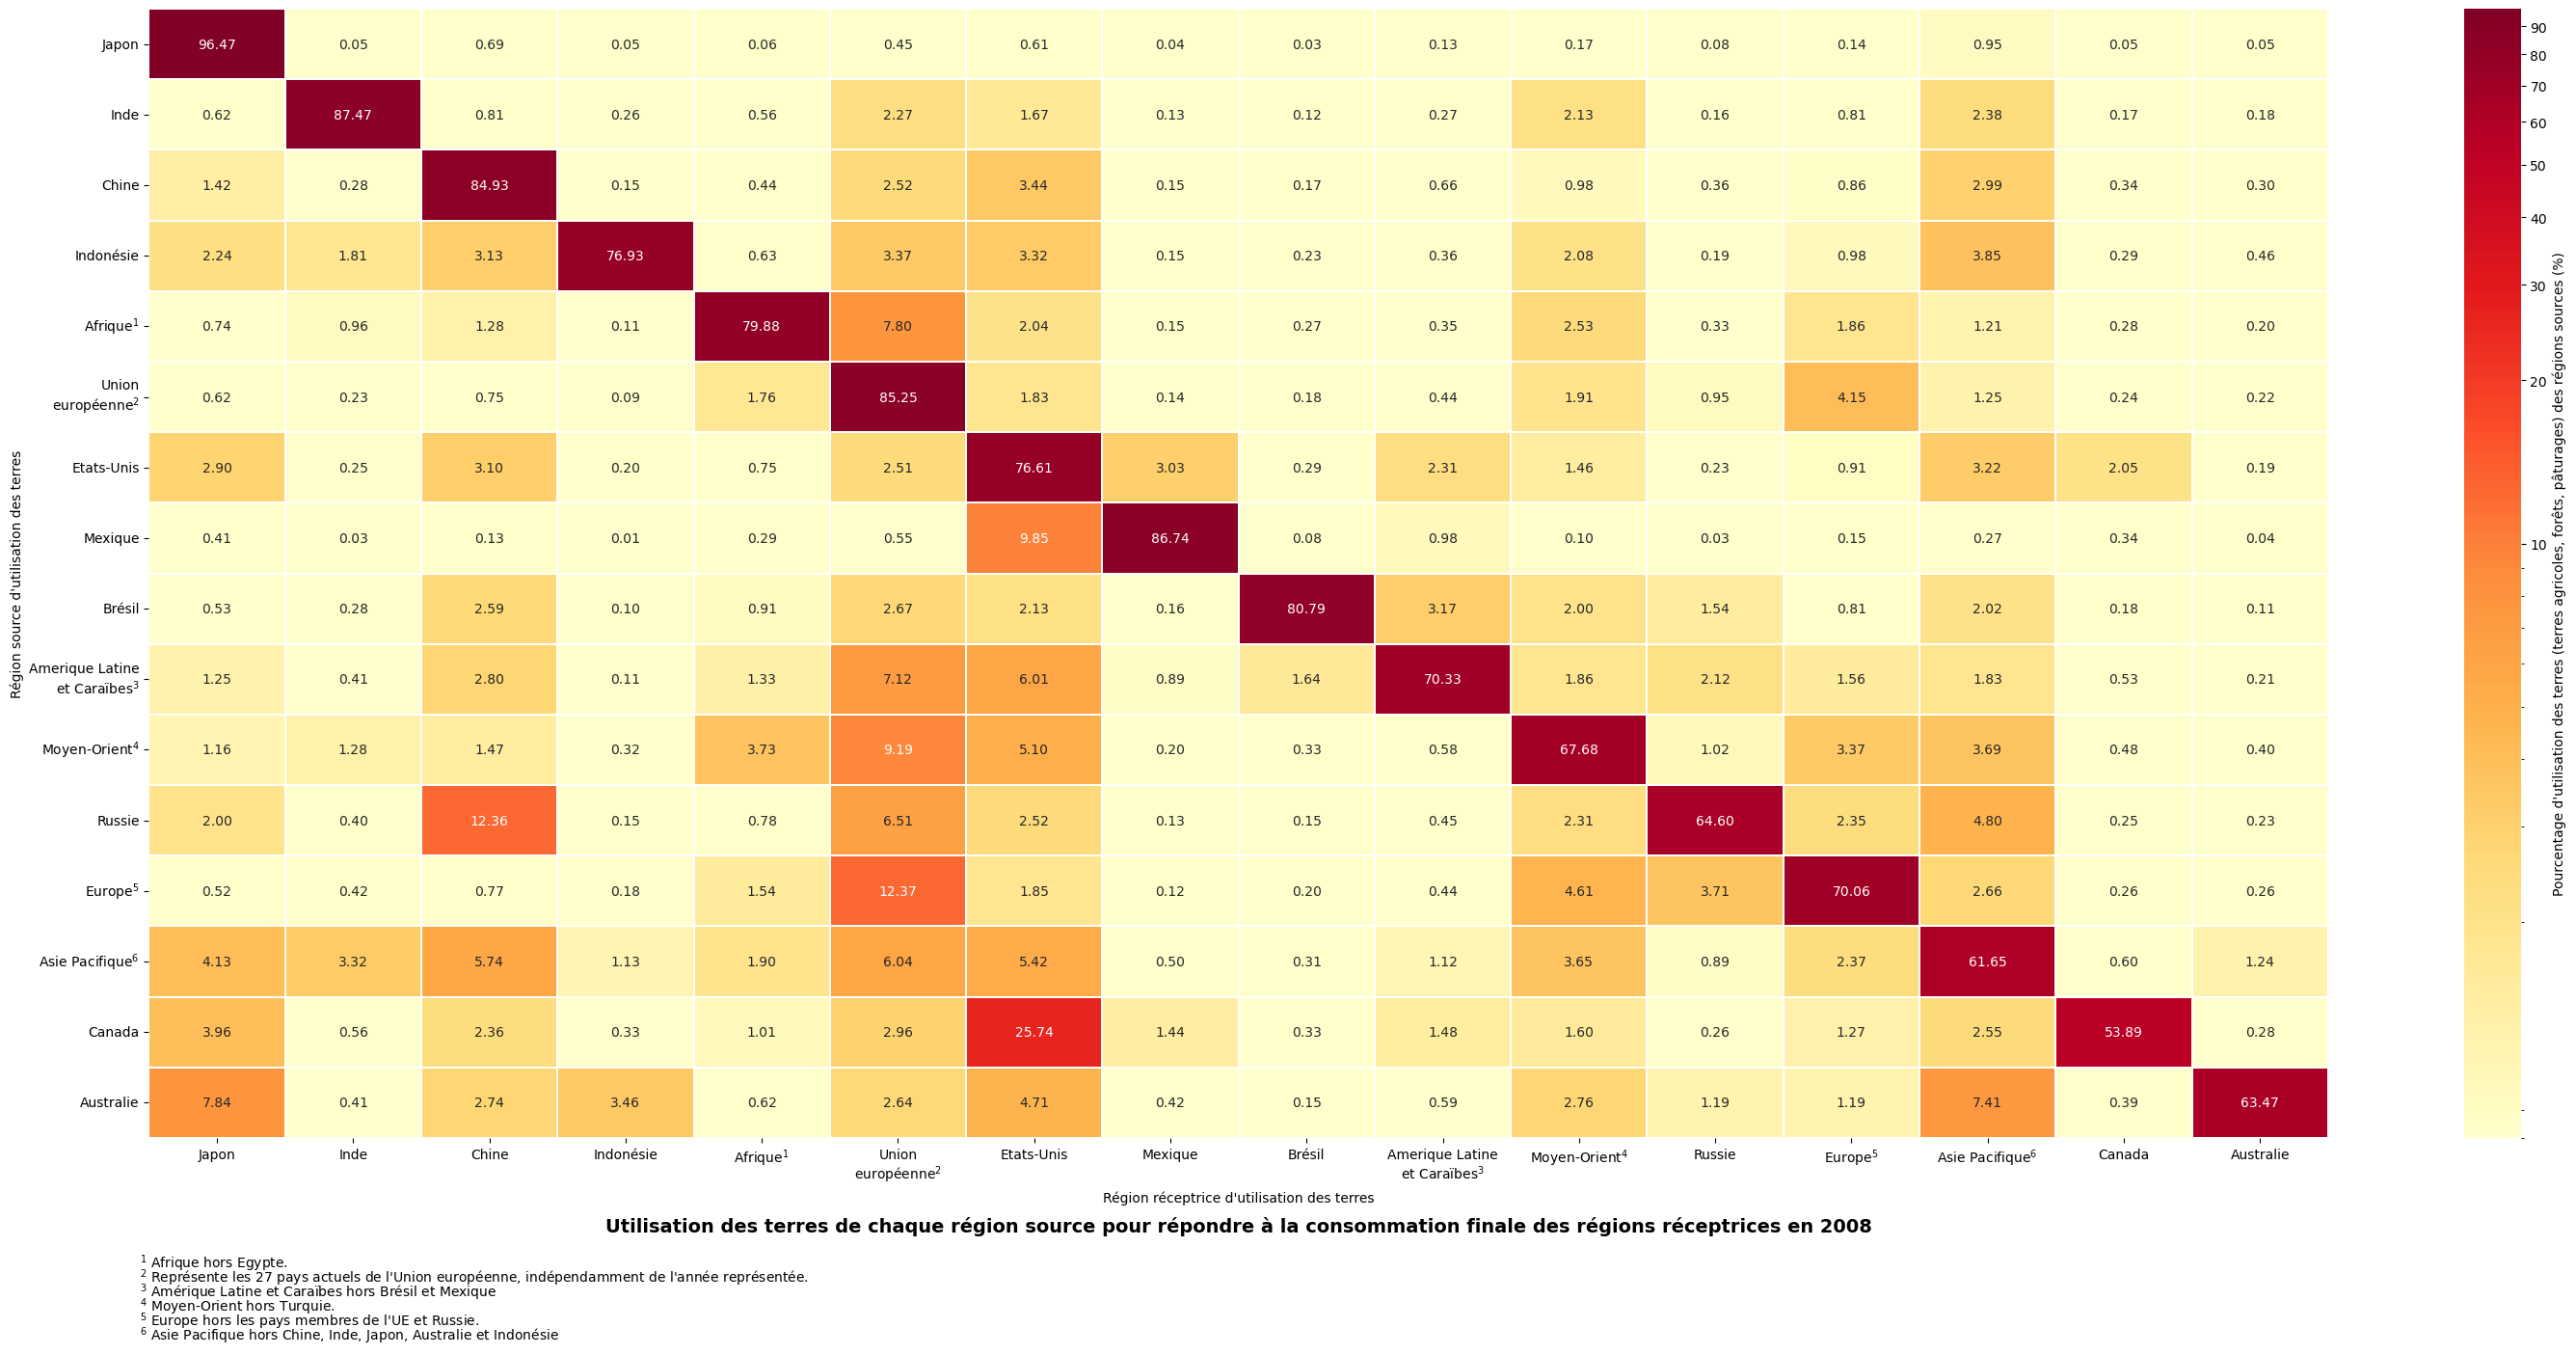 Japon 96.47 0.05 0.69 0.05 0.06 0.45 0.61 0.04 0.03 0.13 0.17 0.08 0.14 0.95 0.05 0.05
Inde 0.62 87.47 0.81 0.26 0.56 2.27 1.67 0.13 0.12 0.27 2.13 0.16 0.81 2.38 0.17 0.18
Chine 1.42 0.28 84.93 0.15 0.44 2.52 3.44 0.15 0.17 0.66 0.98 0.36 0.86 2.99 0.34 0.30
Indonésie 2.24 1.81 3.13 76.93 0.63 3.37 3.32 0.15 0.23 0.36 2.08 0.19 0.98 3.85 0.29 0.46
Afrique¹ 0.74 0.96 1.28 0.11 79.88 7.80 2.04 0.15 0.27 0.35 2.53 0.33 1.86 1.21 0.28 0.20
Union
européenne² 0.62 0.23 0.75 0.09 1.76 85.25 1.83 0.14 0.18 0.44 1.91 0.95 4.15 1.25 0.24 0.22
Etats-Unis 2.90 0.25 3.10 0.20 0.75 2.51 76.61 3.03 0.29 2.31 1.46 0.23 0.91 3.22 2.05 0.19
Mexique 0.41 0.03 0.13 0.01 0.29 0.55 9.85 86.74 0.08 0.98 0.10 0.03 0.15 0.27 0.34 0.04
Brésil 0.53 0.28 2.59 0.10 0.91 2.67 2.13 0.16 80.79 3.17 2.00 1.54 0.81 2.02 0.18 0.11
Amerique Latine
et Caraïbes³ 1.25 0.41 2.80 0.11 1.33 7.12 6.01 0.89 1.64 70.33 1.86 2.12 1.56 1.83 0.53 0.21
Moyen-Orient⁴ 1.16 1.28 1.47 0.32 3.73 9.19 5.10 0.20 0.33 0.58 67.68 1.02 3.37 3.69 0.48 0.40
Russie 2.00 0.40 12.36 0.15 0.78 6.51 2.52 0.13 0.15 0.45 2.31 64.60 2.35 4.80 0.25 0.23
Europe⁵ 0.52 0.42 0.77 0.18 1.54 12.37 1.85 0.12 0.20 0.44 4.61 3.71 70.06 2.66 0.26 0.26
Asie Pacifique⁶ 4.13 3.32 5.74 1.13 1.90 6.04 5.42 0.50 0.31 1.12 3.65 0.89 2.37 61.65 0.60 1.24
Canada 3.96 0.56 2.36 0.33 1.01 2.96 25.74 1.44 0.33 1.48 1.60 0.26 1.27 2.55 53.89 0.28
Australie 7.84 0.41 2.74 3.46 0.62 2.64 4.71 0.42 0.15 0.59 2.76 1.19 1.19 7.41 0.39 63.47
Région source d'utilisation des terres
Japon Inde Chine Indonésie Afrique¹ Union Etats-Unis Mexique Brésil Amerique Latine Moyen-Orient⁴ Russie Europe⁵ Asie Pacifique⁶ Canada Australie
européenne² et Caraïbes³
Région réceptrice d'utilisation des terres
90
80
70
60
50
40
30
20
10
Pourcentage d'utilisation des terres (terres agricoles, forêts, pâturages) des régions sources (%)
Utilisation des terres de chaque région source pour répondre à la consommation finale des régions réceptrices en 2008
¹ Afrique hors Egypte.
² Représente les 27 pays actuels de l'Union européenne, indépendamment de l'année représentée.
³ Amérique Latine et Caraïbes hors Brésil et Mexique
⁴ Moyen-Orient hors Turquie.
⁵ Europe hors les pays membres de l'UE et Russie.
⁶ Asie Pacifique hors Chine, Inde, Japon, Australie et Indonésie